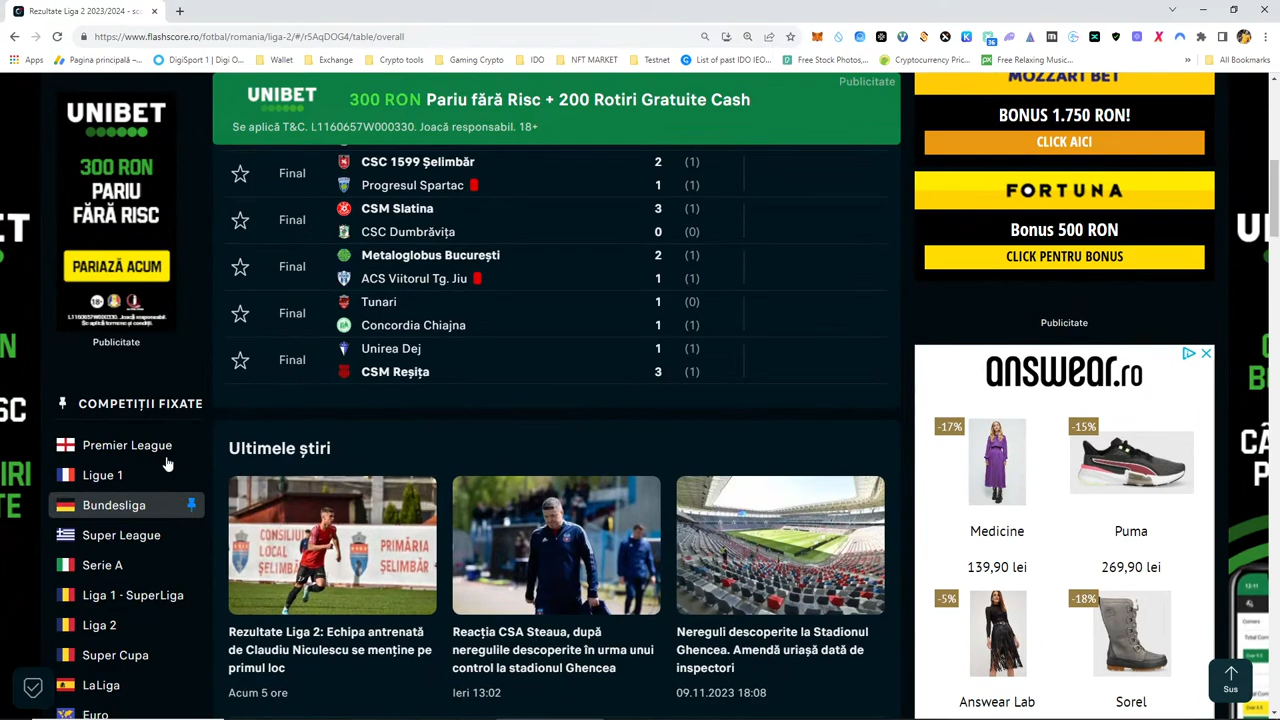 Rezultate Liga 2 2023/2024 - sco
https://www.flashscore.ro/fotbal/romania/liga-2/#/r5AqDOG4/table/overall
Apps
Pagina principală –...
DigiSport 1 | Digi O...
Wallet
Exchange
Crypto tools
Gaming Crypto
IDO
NFT MARKET
Testnet
List of past IDO IEO...
Free Stock Photos,...
Cryptocurrency Pric...
Free Relaxing Music...
»
All Bookmarks
36
UNIBET
300 RON
PARIU
FĂRĂ RISC
PARIAZĂ ACUM
18+
Publicitate
Publicitate
UNIBET
300 RON Pariu fără Risc + 200 Rotiri Gratuite Cash
Se aplică T&C. L1160657W000330. Joacă responsabil. 18+
Final
CSC 1599 Șelimbăr 2 (1)
Progresul Spartac 1 (1)
Final
CSM Slatina 3 (1)
CSC Dumbrăvița 0 (0)
Final
Metaloglobus București 2 (1)
ACS Viitorul Tg. Jiu 1 (1)
Final
Tunari 1 (0)
Concordia Chiajna 1 (1)
Final
Unirea Dej 1 (1)
CSM Reșița 3 (1)
COMPETIȚII FIXATE
Premier League
Ligue 1
Bundesliga
Super League
Serie A
Liga 1 - SuperLiga
Liga 2
Super Cupa
LaLiga
Euro
Ultimele știri
Rezultate Liga 2: Echipa antrenată
de Claudiu Niculescu se menține pe
primul loc
Acum 5 ore
Reacția CSA Steaua, după
neregulile descoperite în urma unui
control la stadionul Ghencea
Ieri 13:02
Nereguli descoperite la Stadionul
Ghencea. Amendă uriașă dată de
inspectori
09.11.2023 18:08
CONSILIUL
LOCAL
ȘELIMBĂR
PRIMĂRIA
ȘELIMBĂR
MOZZART BET
BONUS 1.750 RON!
CLICK AICI
FORTUNA
Bonus 500 RON
CLICK PENTRU BONUS
Publicitate
answear.ro
-17%
Medicine
139,90 lei
-15%
Puma
269,90 lei
-5%
Answear Lab
-18%
Sorel
Sus